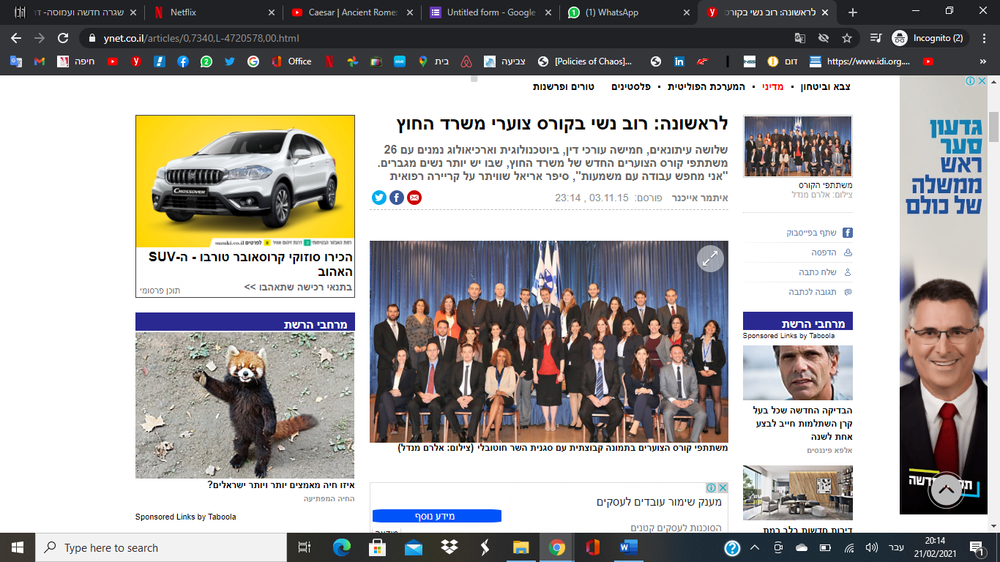 שגרה חדשה ועמוסה- דו
Netflix
Caesar | Ancient Rome
Untitled form - Google
(1) WhatsApp
לראשונה: רוב נשי בקורס
ynet.co.il/articles/0,7340,L-4720578,00.html
Incognito (2)
חיפה
Office
בית
צביעה
[Policies of Chaos]...
דום
https://www.idi.org....
צבא וביטחון • מדיני • המערכת הפוליטית • פלסטינים טורים ופרשנות
לראשונה: רוב נשי בקורס צוערי משרד החוץ
שלושה עיתונאים, חמישה עורכי דין, ביוטכנולוגית וארכיאולוג נמנים עם 26
משתתפי קורס הצוערים החדש של משרד החוץ, שבו יש יותר נשים מגברים.
"אני מחפש עבודה עם משמעות", סיפר אריאל שוויתר על קריירה רפואית
איתמר אייכנר פורסם: 03.11.15 , 23:14
משתתפי קורס הצוערים בתמונה קבוצתית עם סגנית השר חוטובלי (צילום: אלרם מנדל)
מענק שימור עובדים לעסקים
מידע נוסף
הסוכנות לעסקים קטנים
משתתפי הקורס
צילום: אלרם מנדל
שתף בפייסבוק
הדפסה
שלח כתבה
תגובה לכתבה
מרחבי הרשת
Sponsored Links by Taboola
הבדיקה החדשה שכל בעל
קרן השתלמות חייב לבצע
אחת לשנה
אלפא פיננסים
דירות חדשות בלב רמת
CROSSOVER
לפרטים suzuki.co.il
הכירו סוזוקי קרוסאובר טורבו - ה-SUV
האהוב
בתנאי רכישה שתאהבו >>
תוכן פרסומי
מרחבי הרשת
איזו חיה מאמצים יותר ויותר ישראלים?
החיה המפתיעה
Sponsored Links by Taboola
גדעון
סער
ראש
ממשלה
של כולם
Type here to search
עבר
20:14
21/02/2021